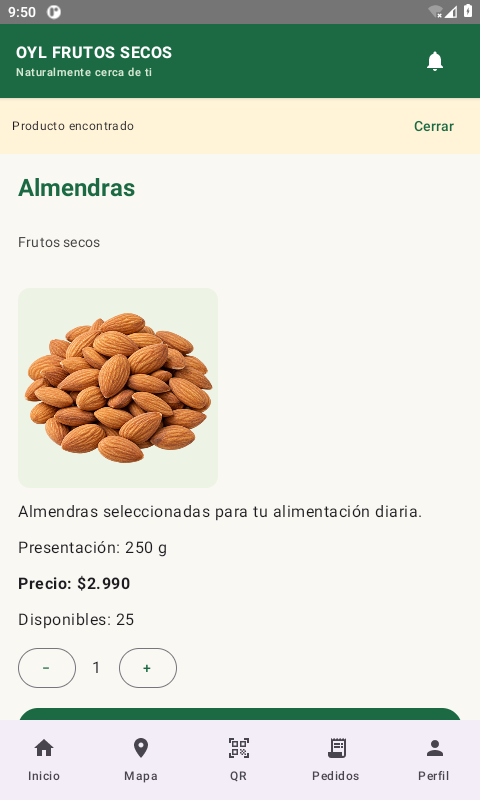 9:50
OYL FRUTOS SECOS
Naturalmente cerca de ti
Producto encontrado
Cerrar
Almendras
Frutos secos
Almendras seleccionadas para tu alimentación diaria.
Presentación: 250 g
Precio: $2.990
Disponibles: 25
− 1 +
Inicio
Mapa
QR
Pedidos
Perfil